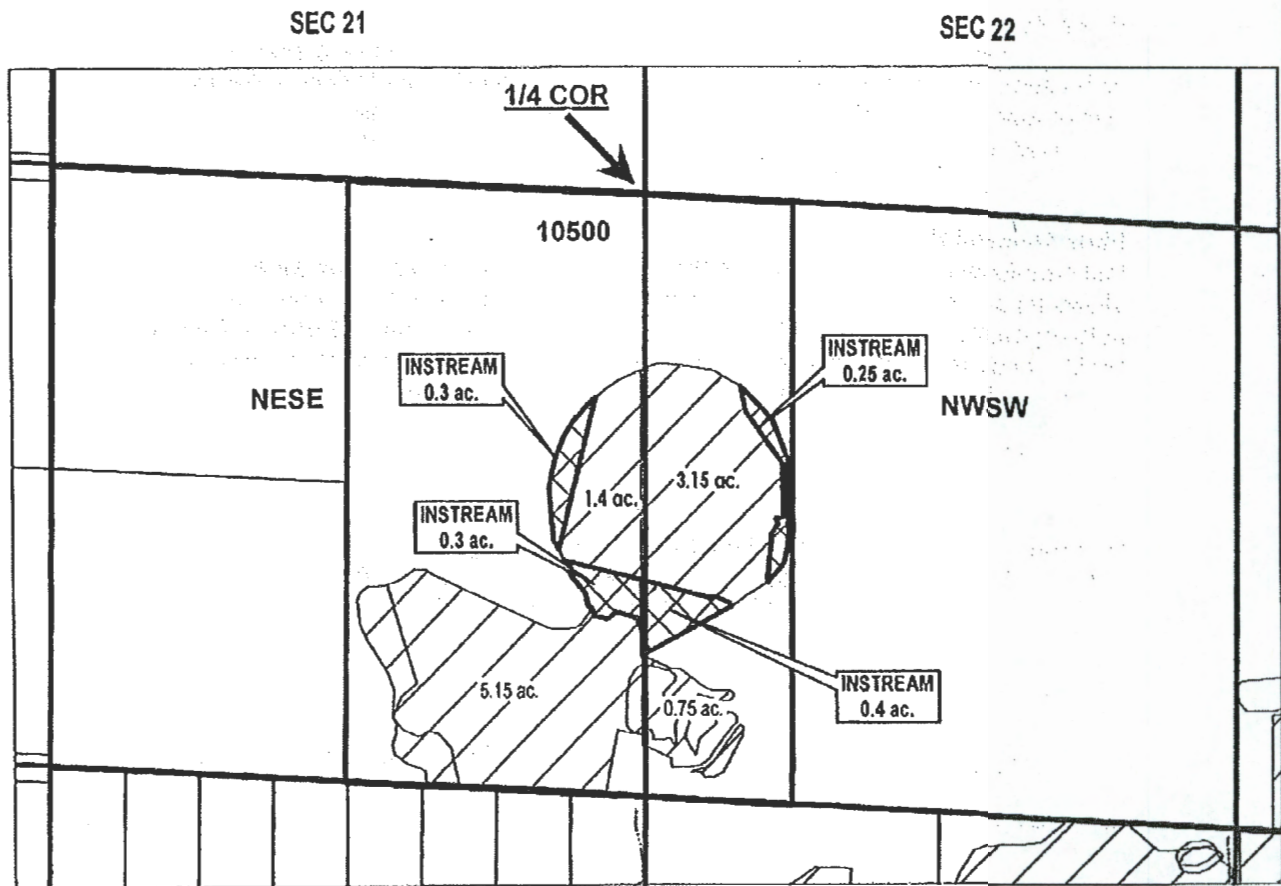 SEC 21
SEC 22
1/4 COR
10500
INSTREAM
0.3 ac.
INSTREAM
0.25 ac.
NESE
NWSW
3.15 ac.
1.4 ac.
INSTREAM
0.3 ac.
5.15 ac.
0.75 ac.
INSTREAM
0.4 ac.